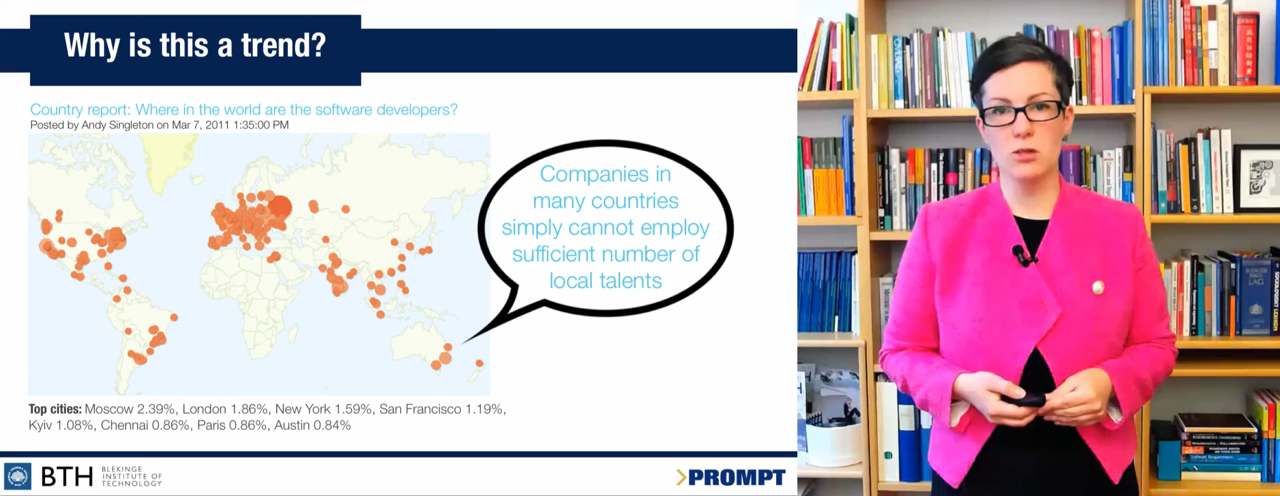 Why is this a trend?
Country report: Where in the world are the software developers?
Posted by Andy Singleton on Mar 7, 2011 1:35:00 PM
Companies in
many countries
simply cannot employ
sufficient number of
local talents
Top cities: Moscow 2.39%, London 1.86%, New York 1.59%, San Francisco 1.19%,
Kyiv 1.08%, Chennai 0.86%, Paris 0.86%, Austin 0.84%
BTH
BLEKINGE
INSTITUTE OF
TECHNOLOGY
PROMPT
LAG